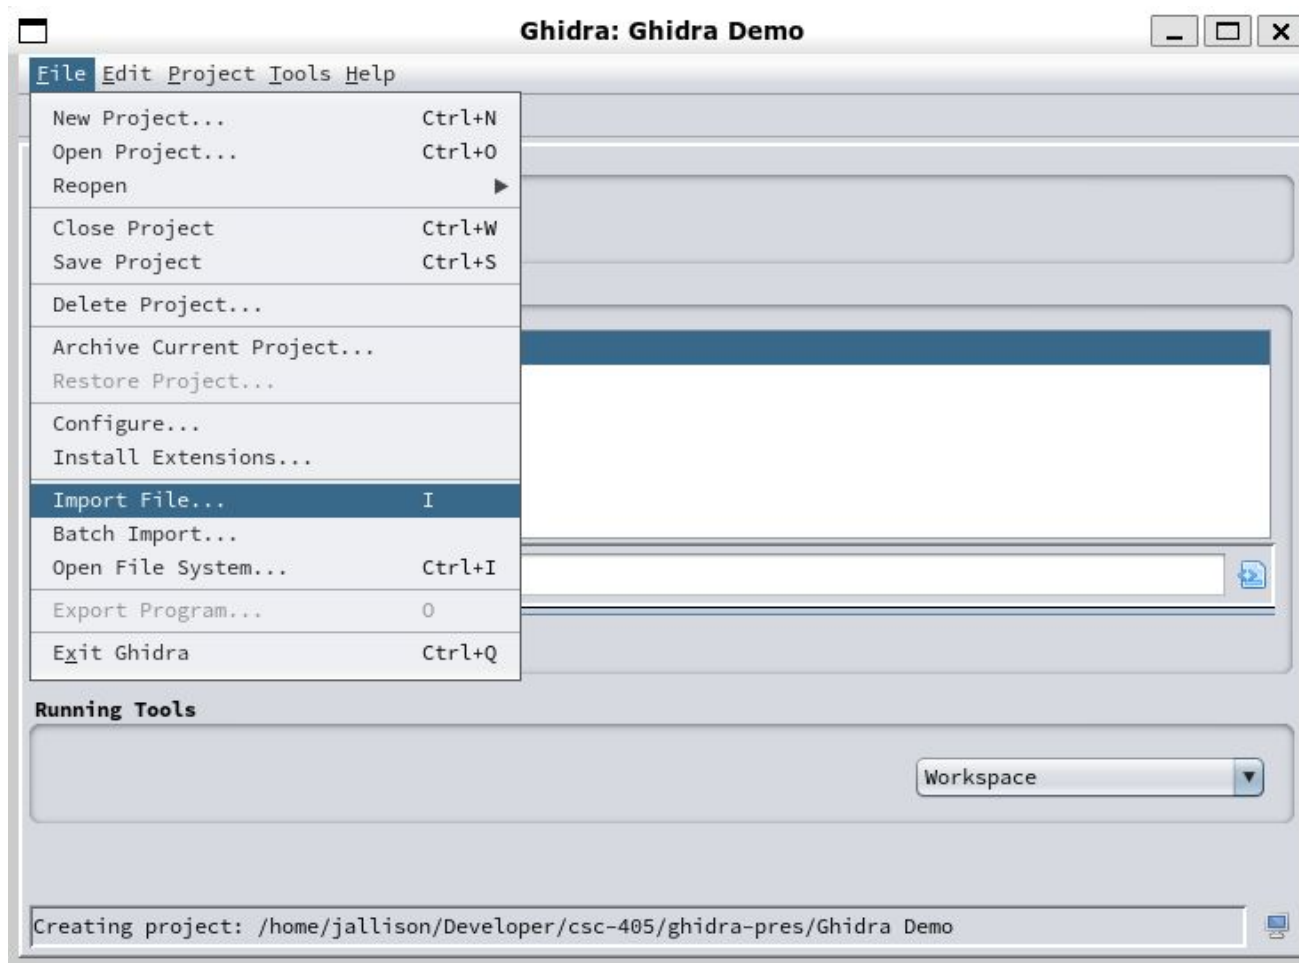 Ghidra: Ghidra Demo
File Edit Project Tools Help
New Project... Ctrl+N
Open Project... Ctrl+O
Reopen
Close Project Ctrl+W
Save Project Ctrl+S
Delete Project...
Archive Current Project...
Restore Project...
Configure...
Install Extensions...
Import File... I
Batch Import...
Open File System... Ctrl+I
Export Program... O
Exit Ghidra Ctrl+Q
Running Tools
Workspace
Creating project: /home/jallison/Developer/csc-405/ghidra-pres/Ghidra Demo